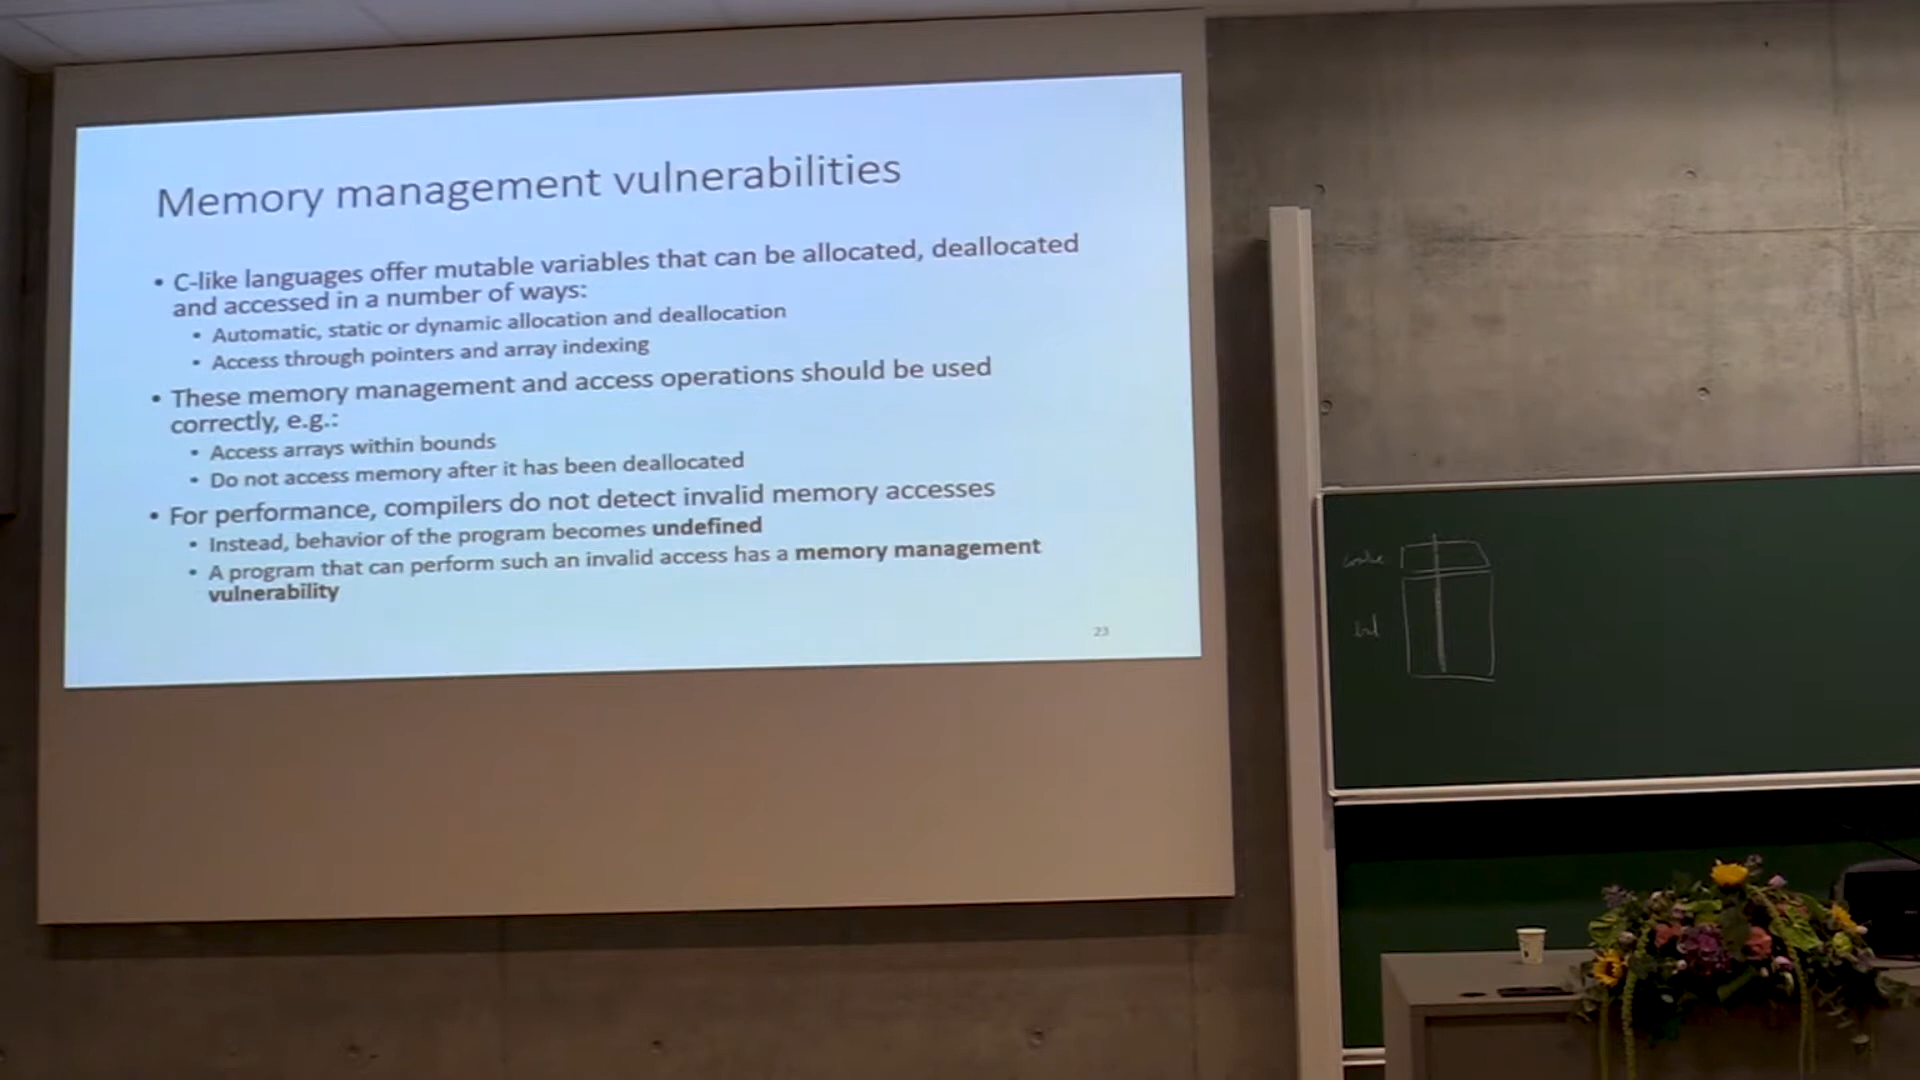 Memory management vulnerabilities
• C-like languages offer mutable variables that can be allocated, deallocated
and accessed in a number of ways:
• Automatic, static or dynamic allocation and deallocation
• Access through pointers and array indexing
• These memory management and access operations should be used
correctly, e.g.:
• Access arrays within bounds
• Do not access memory after it has been deallocated
• For performance, compilers do not detect invalid memory accesses
• Instead, behavior of the program becomes undefined
• A program that can perform such an invalid access has a memory management
vulnerability
23